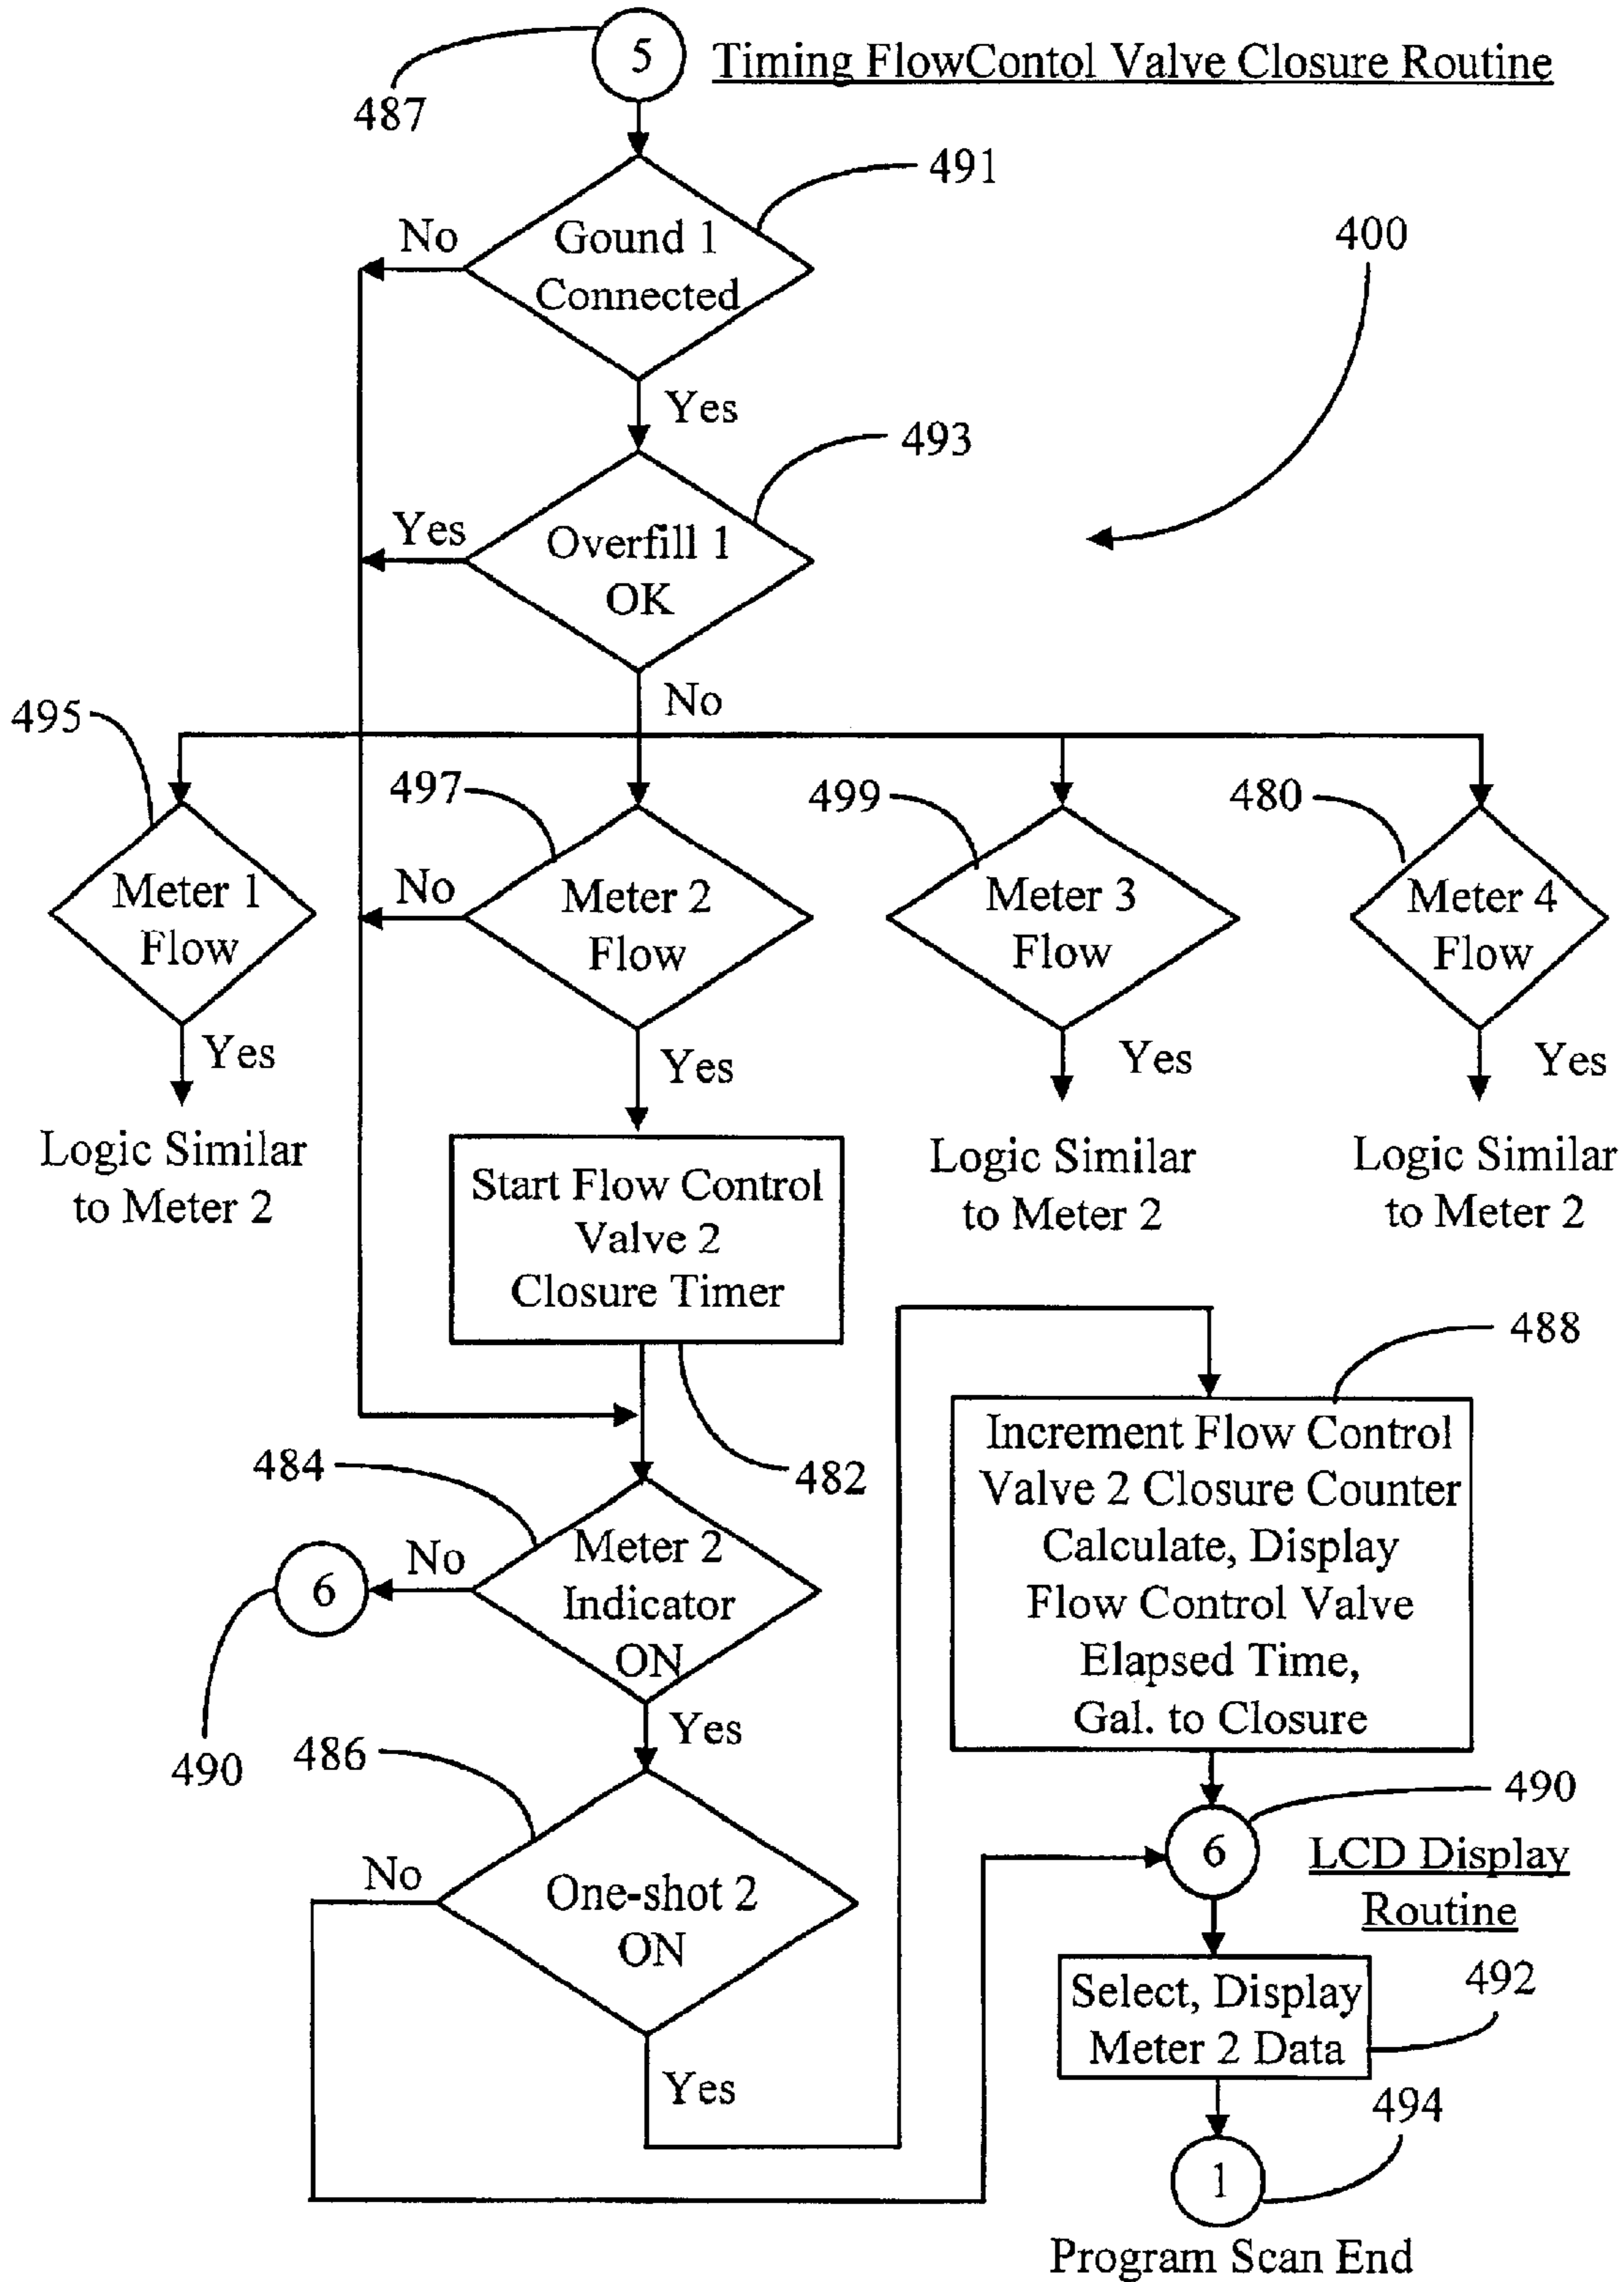 5
Timing FlowContol Valve Closure Routine
487
491
Gound 1
Connected
No
400
Yes
493
Yes
Overfill 1
OK
No
495
497
499
480
Meter 1
Flow
No
Meter 2
Flow
Meter 3
Flow
Meter 4
Flow
Yes
Yes
Yes
Yes
Logic Similar
to Meter 2
Start Flow Control
Valve 2
Closure Timer
Logic Similar
to Meter 2
Logic Similar
to Meter 2
488
482
484
Increment Flow Control
Valve 2 Closure Counter
Calculate, Display
Flow Control Valve
Elapsed Time,
Gal. to Closure
6
No
Meter 2
Indicator
ON
490
Yes
486
490
6
LCD Display
Routine
No
One-shot 2
ON
492
Select, Display
Meter 2 Data
Yes
494
1
Program Scan End